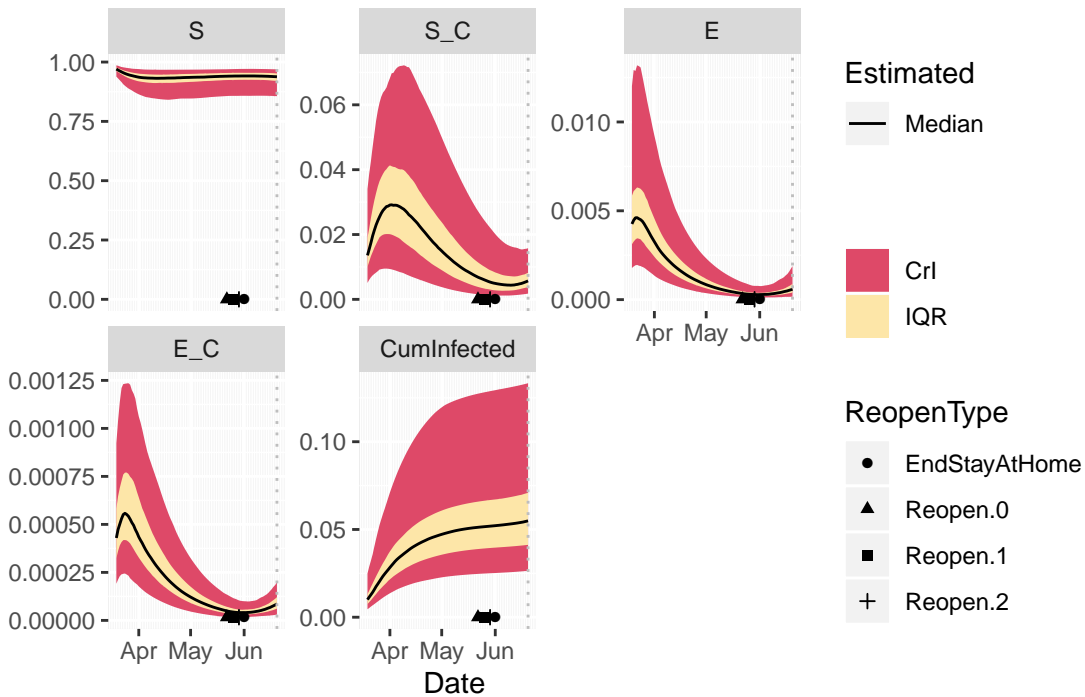 S
1.00
0.75
0.50
0.25
0.00
S_C
0.06
0.04
0.02
0.00
E
0.010
0.005
0.000
Apr May Jun
E_C
0.00125
0.00100
0.00075
0.00050
0.00025
0.00000
Apr May Jun
CumInfected
0.10
0.05
0.00
Apr May Jun
Date
Estimated
Median
CrI
IQR
ReopenType
EndStayAtHome
Reopen.0
Reopen.1
Reopen.2